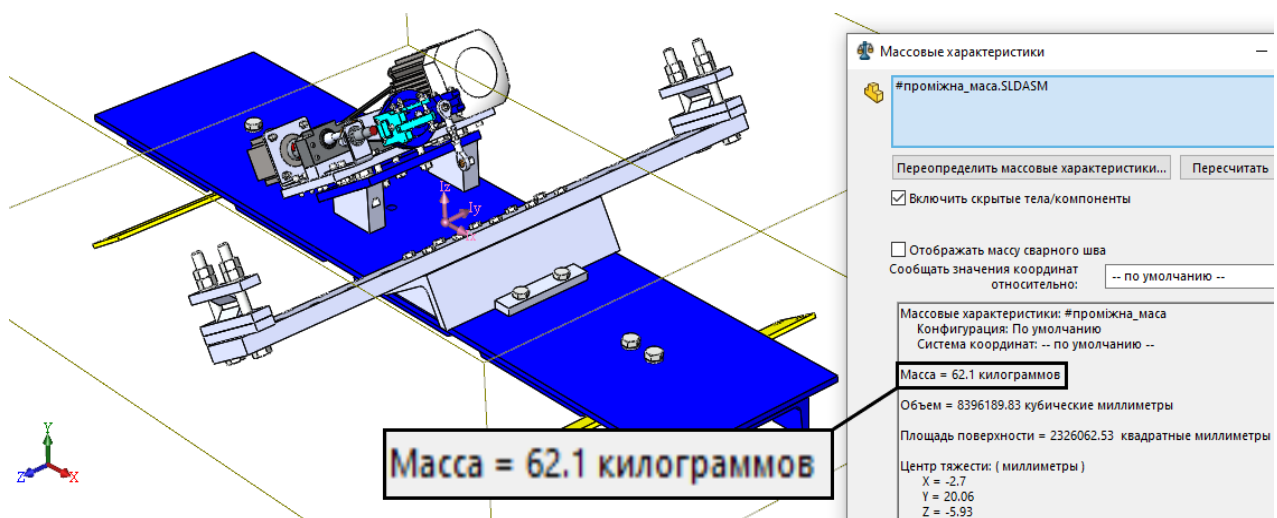 Массовые характеристики
#проміжна_маса.SLDASM
Переопределить массовые характеристики...
Пересчитать
Включить скрытые тела/компоненты
Отображать массу сварного шва
Сообщать значения координат
относительно:
-- по умолчанию --
Массовые характеристики: #проміжна_маса
Конфигурация: По умолчанию
Система координат: -- по умолчанию --
Масса = 62.1 килограммов
Объем = 8396189.83 кубические миллиметры
Площадь поверхности = 2326062.53 квадратные миллиметры
Центр тяжести: ( миллиметры )
X = -2.7
Y = 20.06
Z = -5.93
Масса = 62.1 килограммов
Iz
Iy
Y
Z
X